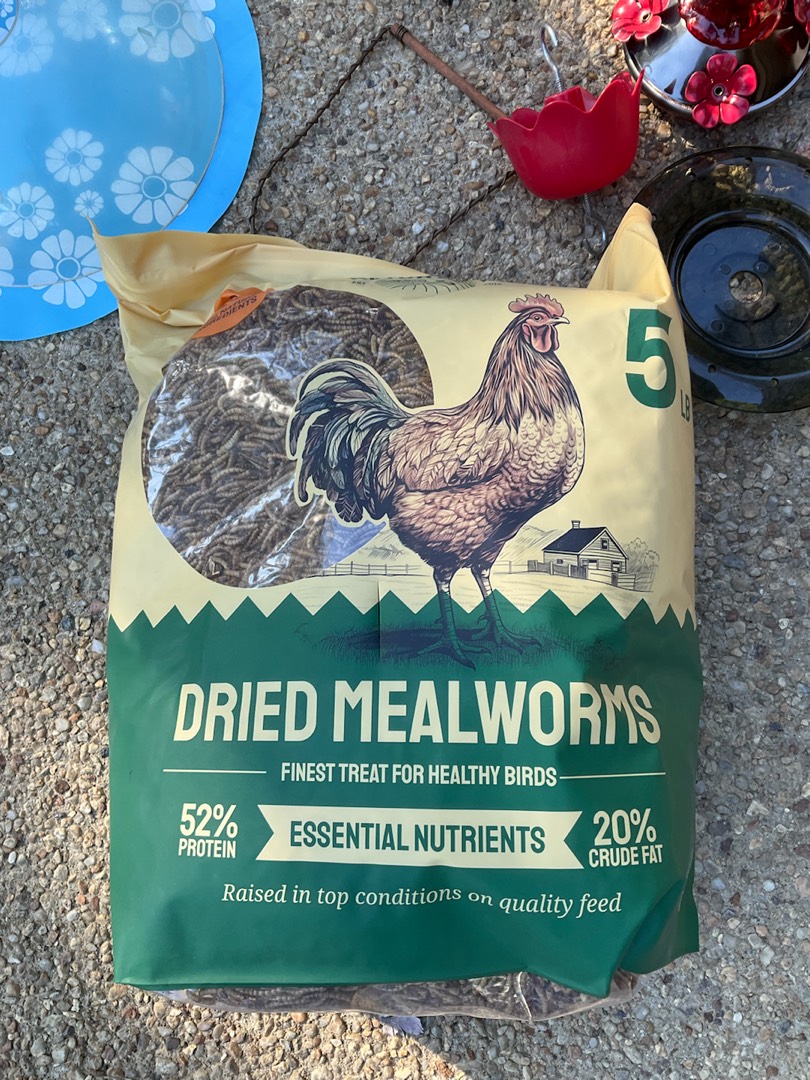 5
LB
DRIED MEALWORMS
FINEST TREAT FOR HEALTHY BIRDS
52%
PROTEIN
ESSENTIAL NUTRIENTS
20%
CRUDE FAT
Raised in top conditions on quality feed